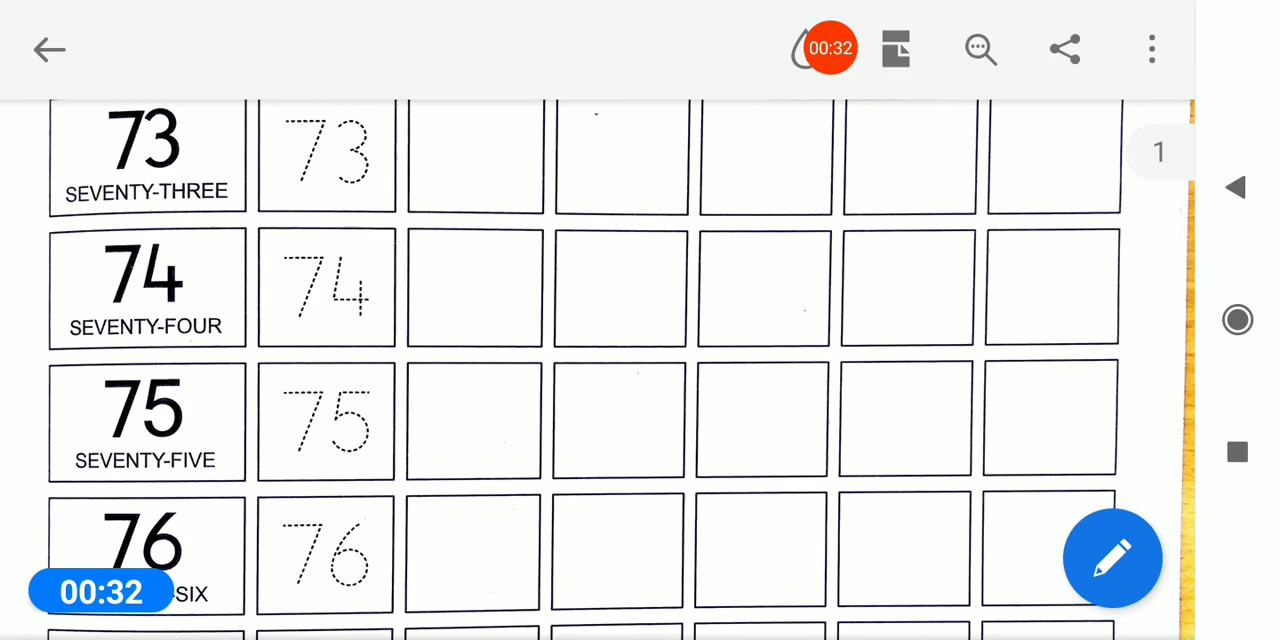 00:32
1
73 73
SEVENTY-THREE
74 74
SEVENTY-FOUR
75 75
SEVENTY-FIVE
76 76
-SIX
00:32